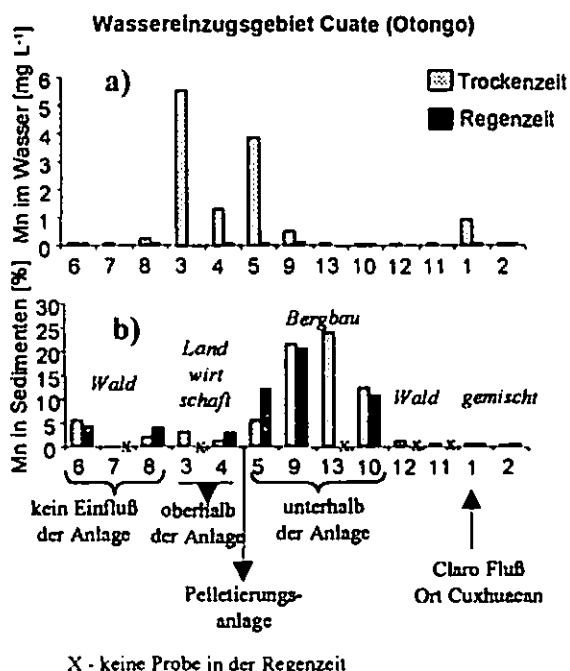 Wassereinzugsgebiet Cuate (Otongo)
Mn im Wasser [mg L-1]
a)
Trockenzeit
Regenzeit
6
5
4
3
2
1
0
6 7 8 3 4 5 9 13 10 12 11 1 2
Mn in Sedimenten [%]
b)
30
25
20
15
10
5
0
Wald
Land
wirt
schaft
Bergbau
Wald
gemischt
x x x x x
6 7 8 3 4 5 9 13 10 12 11 1 2
kein Einfluß
der Anlage
oberhalb
der Anlage
unterhalb
der Anlage
Pelletierungs-
anlage
Claro Fluß
Ort Cuxhuacan
X - keine Probe in der Regenzeit